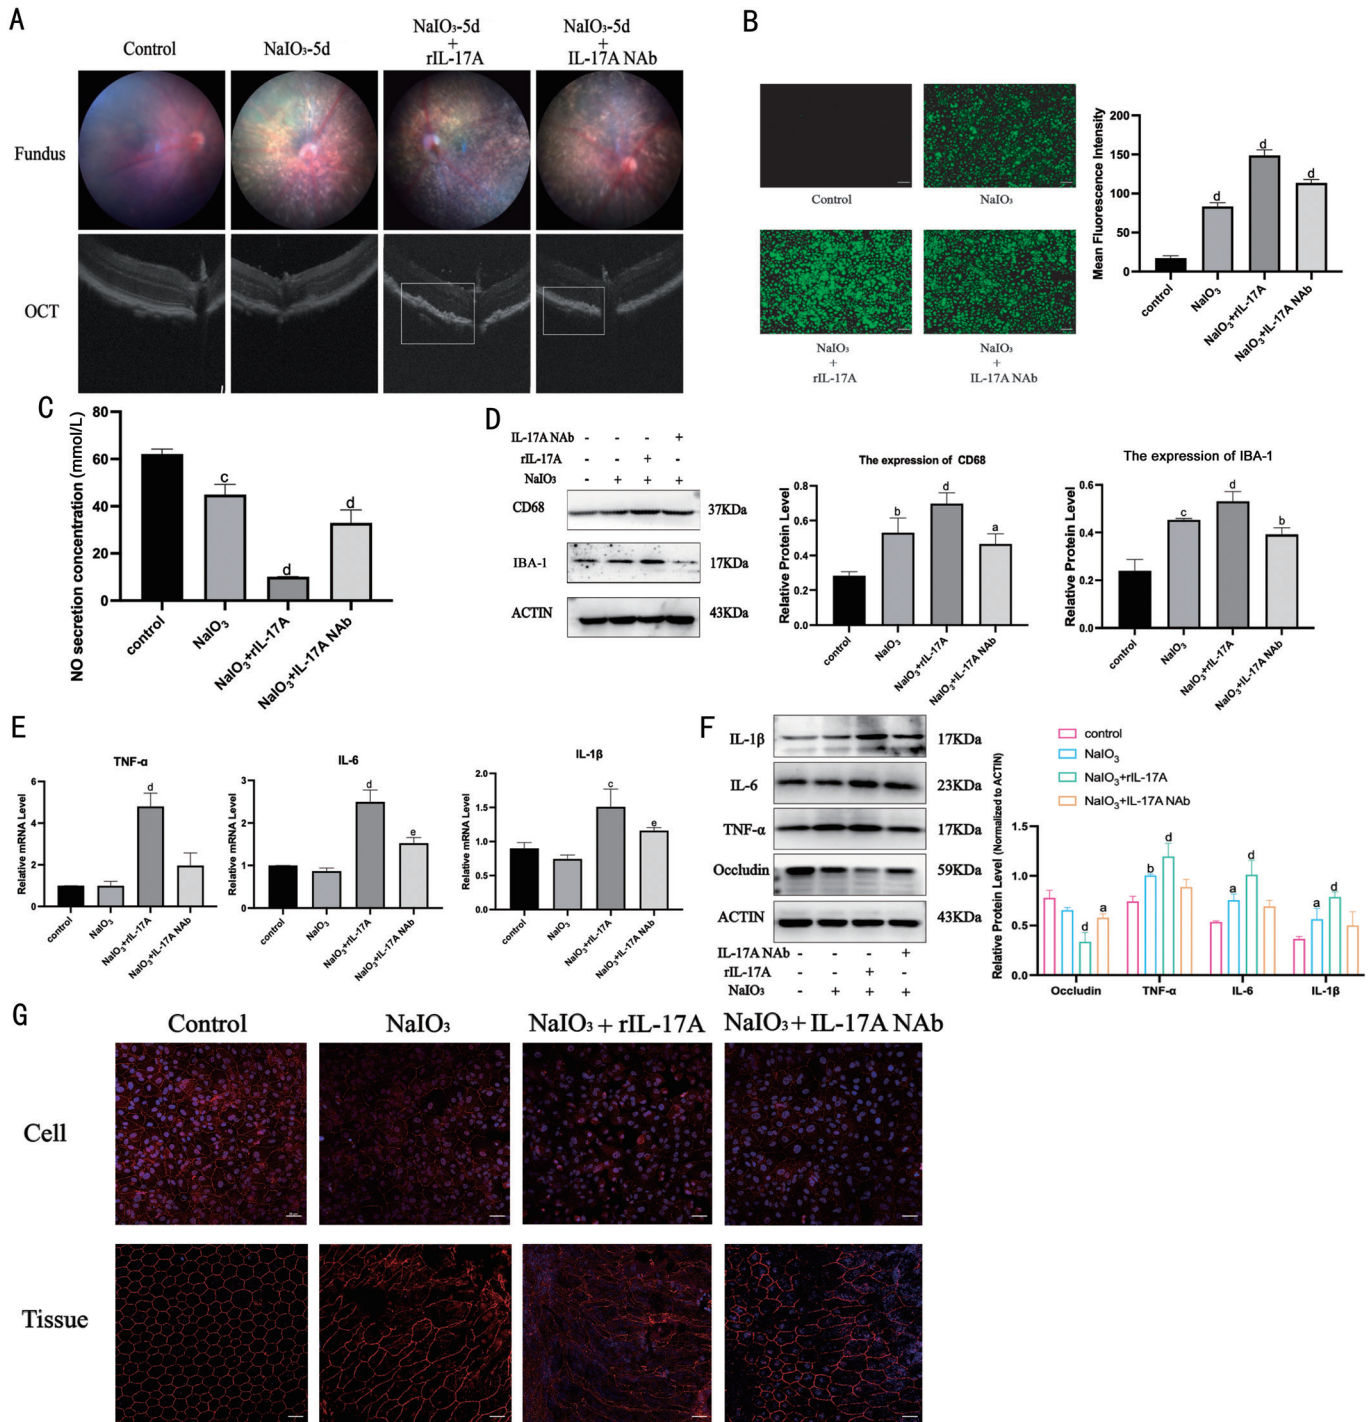 A
Control
NaIO₃-5d
NaIO₃-5d
+
rIL-17A
NaIO₃-5d
+
IL-17A NAb
Fundus
OCT
B
Control
NaIO₃
NaIO₃
+
rIL-17A
NaIO₃
+
IL-17A NAb
Mean Fluorescence Intensity
200
150
100
50
0
d
d
d
control
NaIO₃
NaIO₃+rIL-17A
NaIO₃+IL-17A NAb
C
NO secretion concentration (mmol/L)
80
60
40
20
0
c
d
d
control
NaIO₃
NaIO₃+rIL-17A
NaIO₃+IL-17A NAb
D
IL-17A NAb - - - +
rIL-17A - - + -
NaIO₃ - + + +
CD68 37KDa
IBA-1 17KDa
ACTIN 43KDa
The expression of CD68
Relative Protein Level
0.8
0.6
0.4
0.2
0.0
b
d
a
control
NaIO₃
NaIO₃+rIL-17A
NaIO₃+IL-17A NAb
The expression of IBA-1
Relative Protein Level
0.6
0.4
0.2
0.0
c
d
b
control
NaIO₃
NaIO₃+rIL-17A
NaIO₃+IL-17A NAb
E
TNF-α
Relative mRNA Level
6
4
2
0
d
control
NaIO₃
NaIO₃+rIL-17A
NaIO₃+IL-17A NAb
IL-6
Relative mRNA Level
3
2
1
0
d
e
control
NaIO₃
NaIO₃+rIL-17A
NaIO₃+IL-17A NAb
IL-1β
Relative mRNA Level
2.0
1.5
1.0
0.5
0.0
c
e
control
NaIO₃
NaIO₃+rIL-17A
NaIO₃+IL-17A NAb
F
IL-1β 17KDa
IL-6 23KDa
TNF-α 17KDa
Occludin 59KDa
ACTIN 43KDa
IL-17A NAb - - - +
rIL-17A - - + -
NaIO₃ - + + +
control
NaIO₃
NaIO₃+rIL-17A
NaIO₃+IL-17A NAb
Relative Protein Level (Normalized to ACTIN)
1.5
1.0
0.5
0.0
d
a
b
d
a
d
a
d
Occludin
TNF-α
IL-6
IL-1β
G
Control
NaIO₃
NaIO₃ + rIL-17A
NaIO₃ + IL-17A NAb
Cell
Tissue